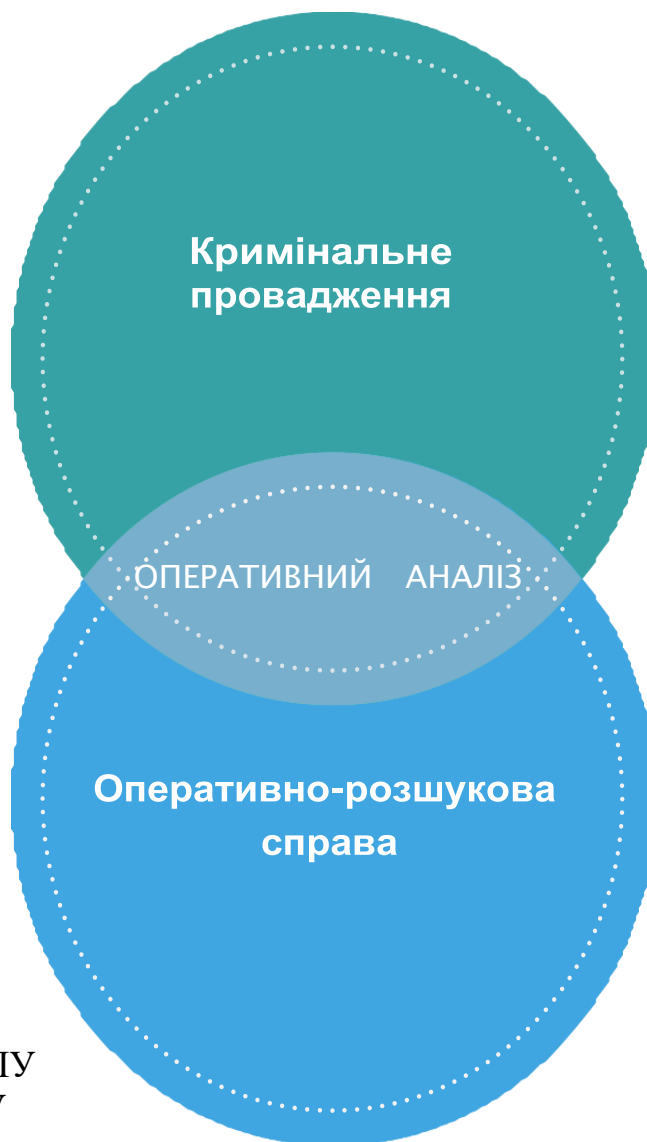 Кримінальне
провадження
ОПЕРАТИВНИЙ АНАЛІЗ
Оперативно-розшукова
справа